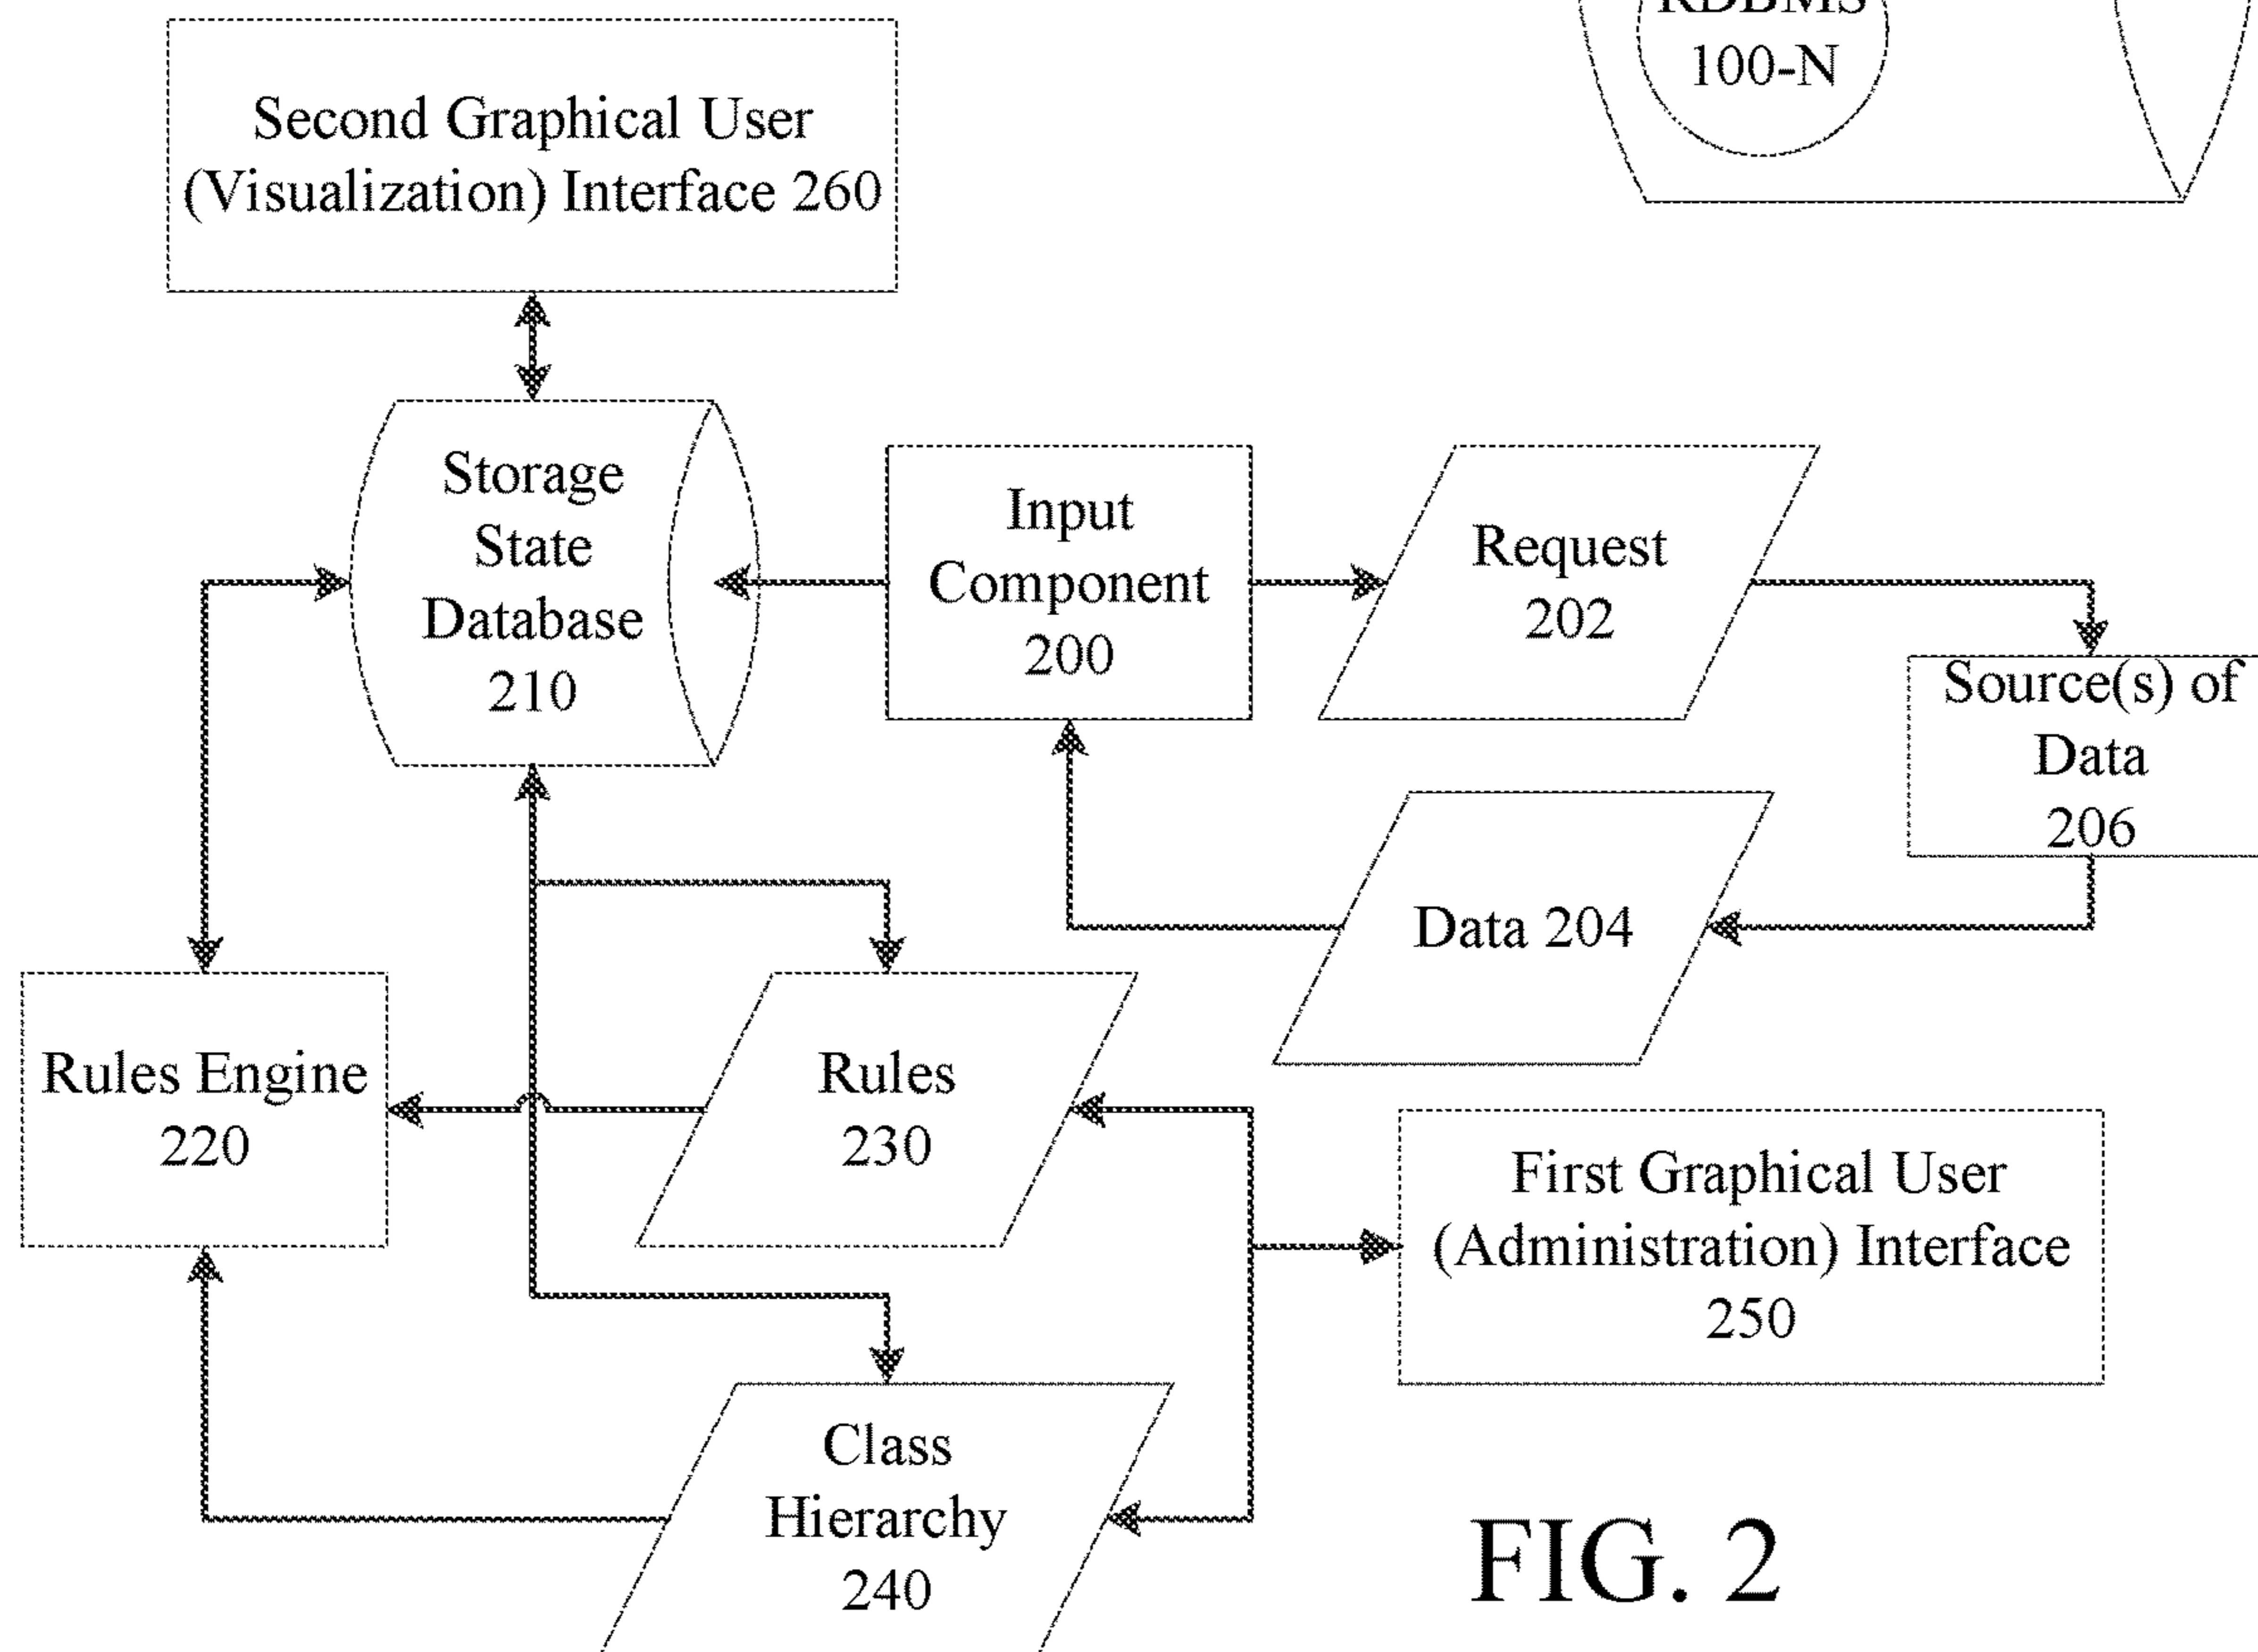 RDBMS
100-N
Second Graphical User
(Visualization) Interface 260
Storage
State
Database
210
Input
Component
200
Request
202
Source(s) of
Data
206
Data 204
Rules Engine
220
Rules
230
First Graphical User
(Administration) Interface
250
Class
Hierarchy
240
FIG. 2